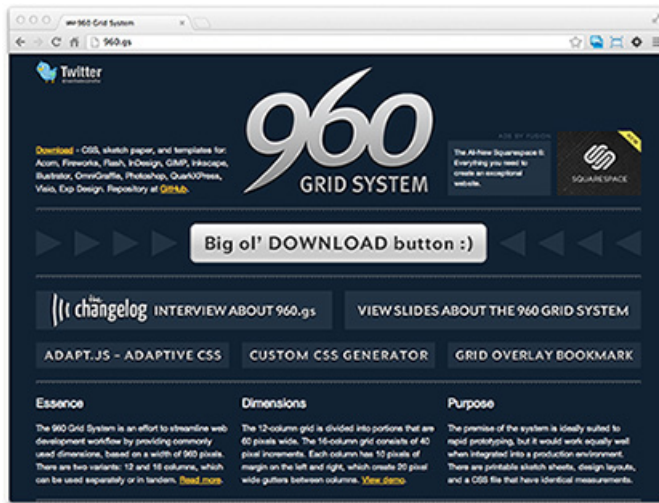 960 Grid System
960.gs
Twitter
960
GRID SYSTEM
Download - CSS, sketch paper, and templates for:
Acorn, Fireworks, Flash, InDesign, GIMP, Inkscape,
Illustrator, OmniGraffle, Photoshop, QuarkXPress,
Visio, Exp Design. Repository at GitHub.
ADS BY FUSION
The All-New Squarespace 6:
Everything you need to
create an exceptional
website.
NEW
SQUARESPACE
Big ol' DOWNLOAD button :)
the changelog INTERVIEW ABOUT 960.gs
VIEW SLIDES ABOUT THE 960 GRID SYSTEM
ADAPT.JS – ADAPTIVE CSS
CUSTOM CSS GENERATOR
GRID OVERLAY BOOKMARK
Essence
The 960 Grid System is an effort to streamline web
development workflow by providing commonly
used dimensions, based on a width of 960 pixels.
There are two variants: 12 and 16 columns, which
can be used separately or in tandem. Read more.
Dimensions
The 12-column grid is divided into portions that are
60 pixels wide. The 16-column grid consists of 40
pixel increments. Each column has 10 pixels of
margin on the left and right, which create 20 pixel
wide gutters between columns. View demo.
Purpose
The premise of the system is ideally suited to
rapid prototyping, but it would work equally well
when integrated into a production environment.
There are printable sketch sheets, design layouts,
and a CSS file that have identical measurements.